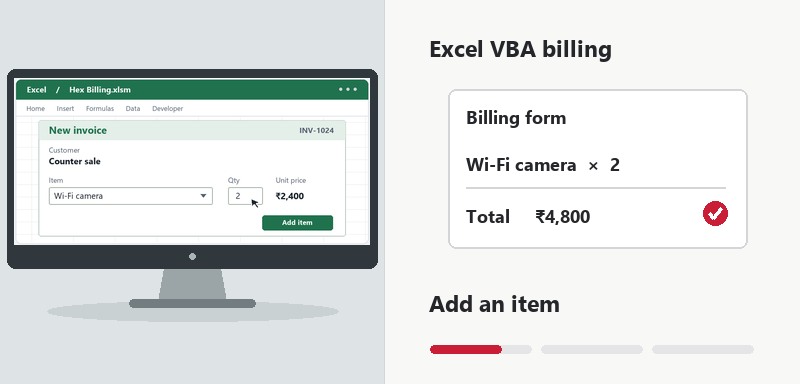 Excel / Hex Billing.xlsm
Home Insert Formulas Data Developer
New invoice INV-1024
Customer
Counter sale
Item Qty Unit price
Wi-Fi camera 2 ₹2,400
Add item
Excel VBA billing
Billing form
Wi-Fi camera × 2
Total ₹4,800
Add an item